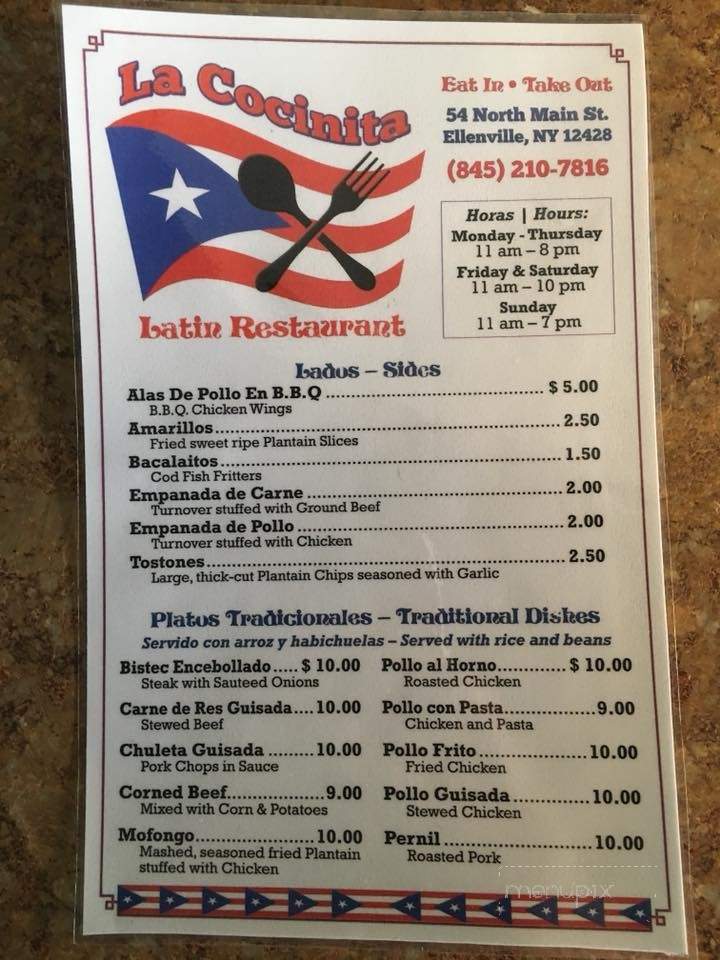 La Cocinita
Latin Restaurant
Eat In • Take Out
54 North Main St.
Ellenville, NY 12428
(845) 210-7816
Horas | Hours:
Monday - Thursday
11 am – 8 pm
Friday & Saturday
11 am – 10 pm
Sunday
11 am – 7 pm
Lados – Sides
Alas De Pollo En B.B.Q ........................ $ 5.00
B.B.Q. Chicken Wings
Amarillos........................ 2.50
Fried sweet ripe Plantain Slices
Bacalaitos........................ 1.50
Cod Fish Fritters
Empanada de Carne ........................ 2.00
Turnover stuffed with Ground Beef
Empanada de Pollo ........................ 2.00
Turnover stuffed with Chicken
Tostones........................ 2.50
Large, thick-cut Plantain Chips seasoned with Garlic
Platos Tradicionales – Traditional Dishes
Servido con arroz y habichuelas – Served with rice and beans
Bistec Encebollado..... $ 10.00
Steak with Sauteed Onions
Carne de Res Guisada.... 10.00
Stewed Beef
Chuleta Guisada ......... 10.00
Pork Chops in Sauce
Corned Beef.................. 9.00
Mixed with Corn & Potatoes
Mofongo...................... 10.00
Mashed, seasoned fried Plantain
stuffed with Chicken
Pollo al Horno............. $ 10.00
Roasted Chicken
Pollo con Pasta..................9.00
Chicken and Pasta
Pollo Frito..................... 10.00
Fried Chicken
Pollo Guisada............... 10.00
Stewed Chicken
Pernil ............................ 10.00
Roasted Pork
menupix